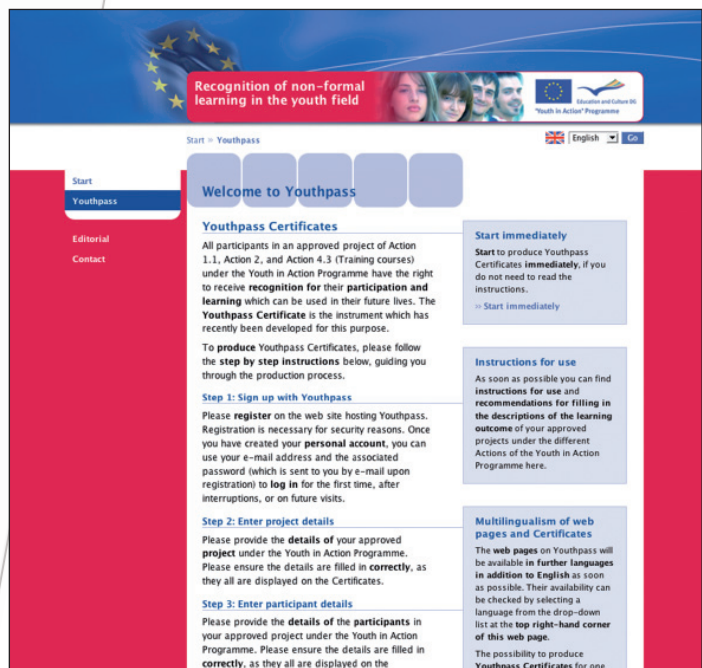 Recognition of non-formal
learning in the youth field
Education and Culture DG
"Youth in Action" Programme
Start » Youthpass
English
Go
Start
Youthpass
Editorial
Contact
Welcome to Youthpass
Youthpass Certificates
All participants in an approved project of Action
1.1, Action 2, and Action 4.3 (Training courses)
under the Youth in Action Programme have the right
to receive recognition for their participation and
learning which can be used in their future lives. The
Youthpass Certificate is the instrument which has
recently been developed for this purpose.
To produce Youthpass Certificates, please follow
the step by step instructions below, guiding you
through the production process.
Step 1: Sign up with Youthpass
Please register on the web site hosting Youthpass.
Registration is necessary for security reasons. Once
you have created your personal account, you can
use your e-mail address and the associated
password (which is sent to you by e-mail upon
registration) to log in for the first time, after
interruptions, or on future visits.
Step 2: Enter project details
Please provide the details of your approved
project under the Youth in Action Programme.
Please ensure the details are filled in correctly, as
they all are displayed on the Certificates.
Step 3: Enter participant details
Please provide the details of the participants in
your approved project under the Youth in Action
Programme. Please ensure the details are filled in
correctly, as they all are displayed on the
Start immediately
Start to produce Youthpass
Certificates immediately, if you
do not need to read the
instructions.
» Start immediately
Instructions for use
As soon as possible you can find
instructions for use and
recommendations for filling in
the descriptions of the learning
outcome of your approved
projects under the different
Actions of the Youth in Action
Programme here.
Multilingualism of web
pages and Certificates
The web pages on Youthpass will
be available in further languages
in addition to English as soon
as possible. Their availability can
be checked by selecting a
language from the drop-down
list at the top right-hand corner
of this web page.
The possibility to produce
Youthpass Certificates for one